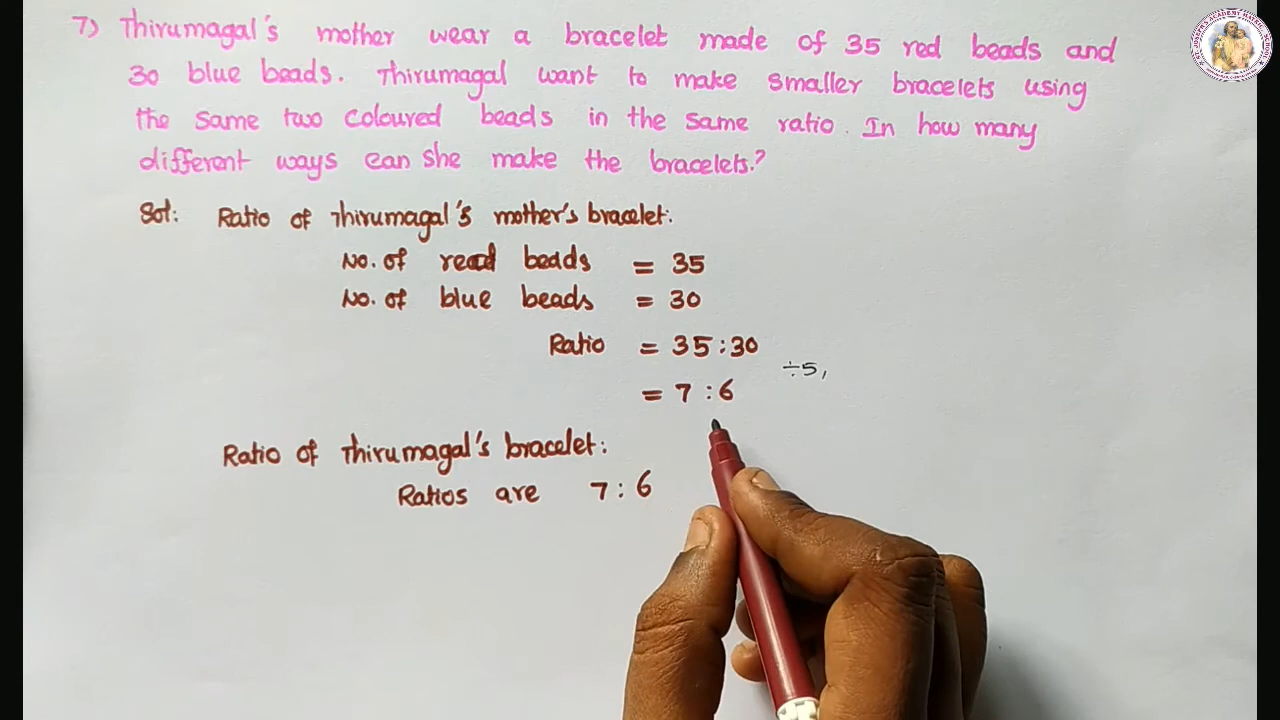 7) Thirumagal's mother wear a bracelet made of 35 red beads and
30 blue beads. Thirumagal want to make smaller bracelets using
the same two coloured beads in the same ratio. In how many
different ways can she make the bracelets?
Sol: Ratio of Thirumagal's mother's bracelet:
No. of read beads = 35
No. of blue beads = 30
Ratio = 35:30
÷5,
= 7:6
Ratio of Thirumagal's bracelet:
Ratios are 7:6